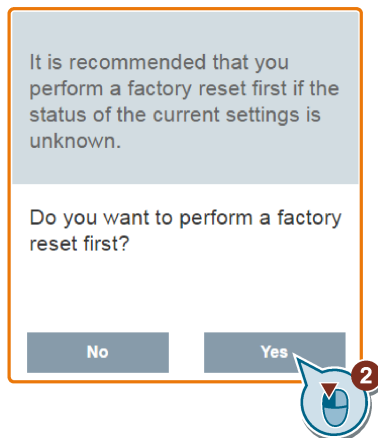 It is recommended that you
perform a factory reset first if the
status of the current settings is
unknown.
Do you want to perform a factory
reset first?
No
Yes
2